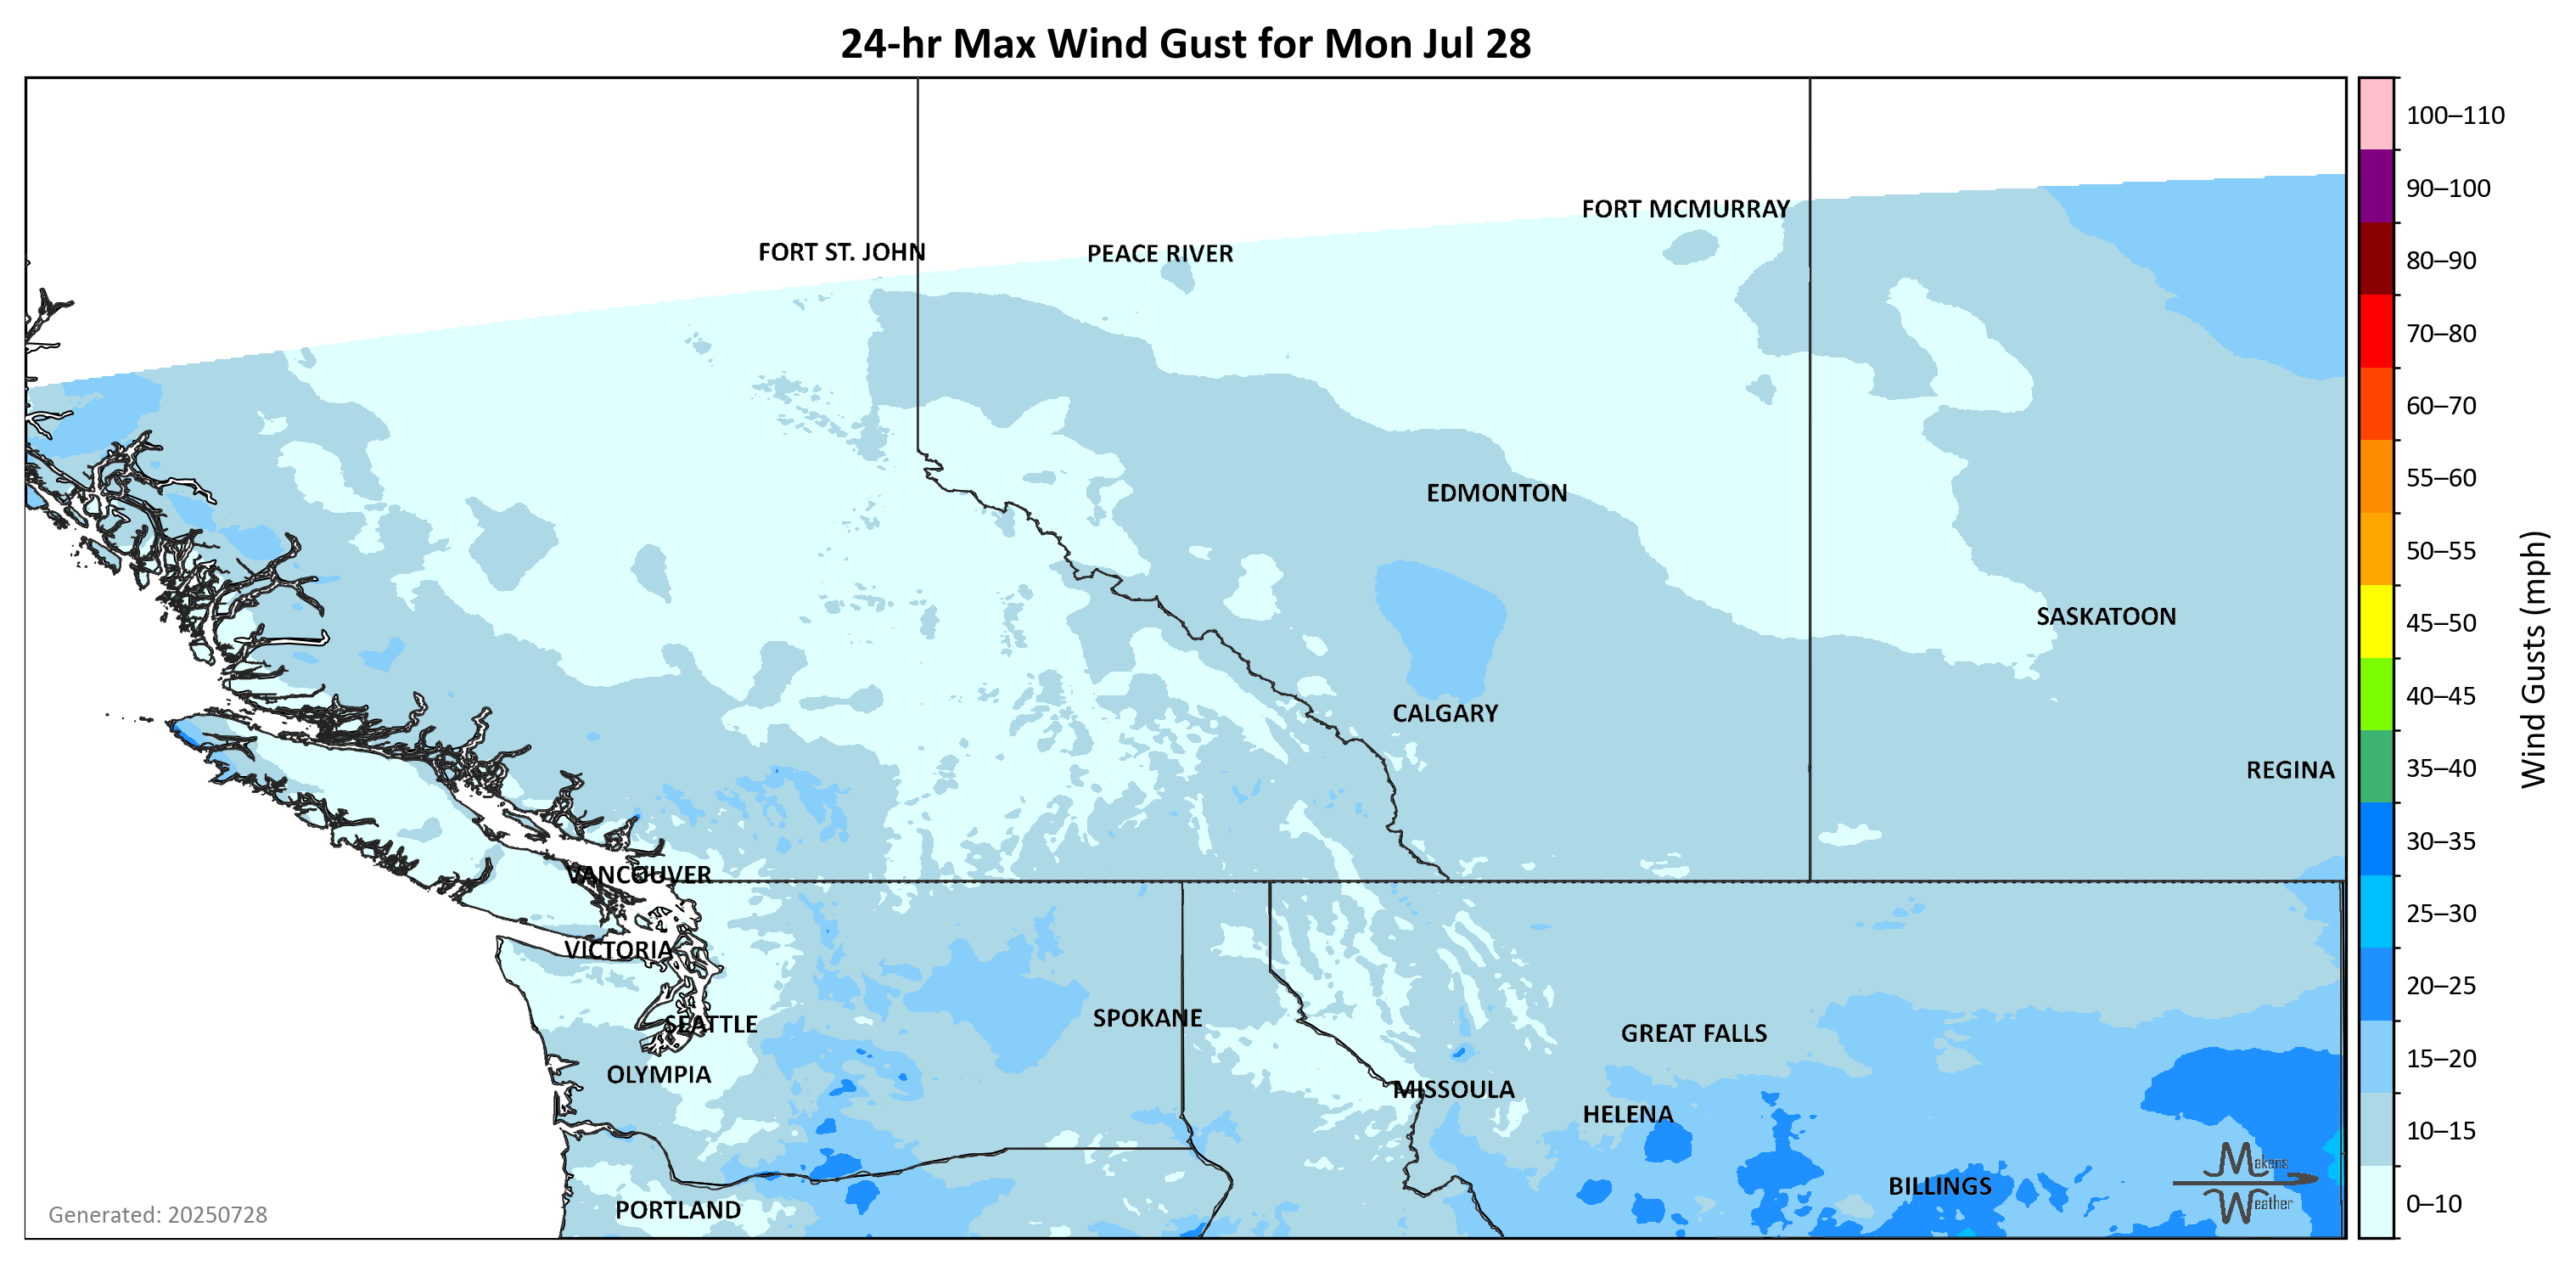 24-hr Max Wind Gust for Mon Jul 28
100–110
90–100
80–90
70–80
60–70
55–60
50–55
45–50
40–45
35–40
30–35
25–30
20–25
15–20
10–15
0–10
Wind Gusts (mph)
FORT MCMURRAY
FORT ST. JOHN
PEACE RIVER
EDMONTON
SASKATOON
CALGARY
REGINA
VANCOUVER
VICTORIA
SEATTLE
SPOKANE
GREAT FALLS
OLYMPIA
MISSOULA
HELENA
BILLINGS
PORTLAND
Makens
Weather
Generated: 20250728